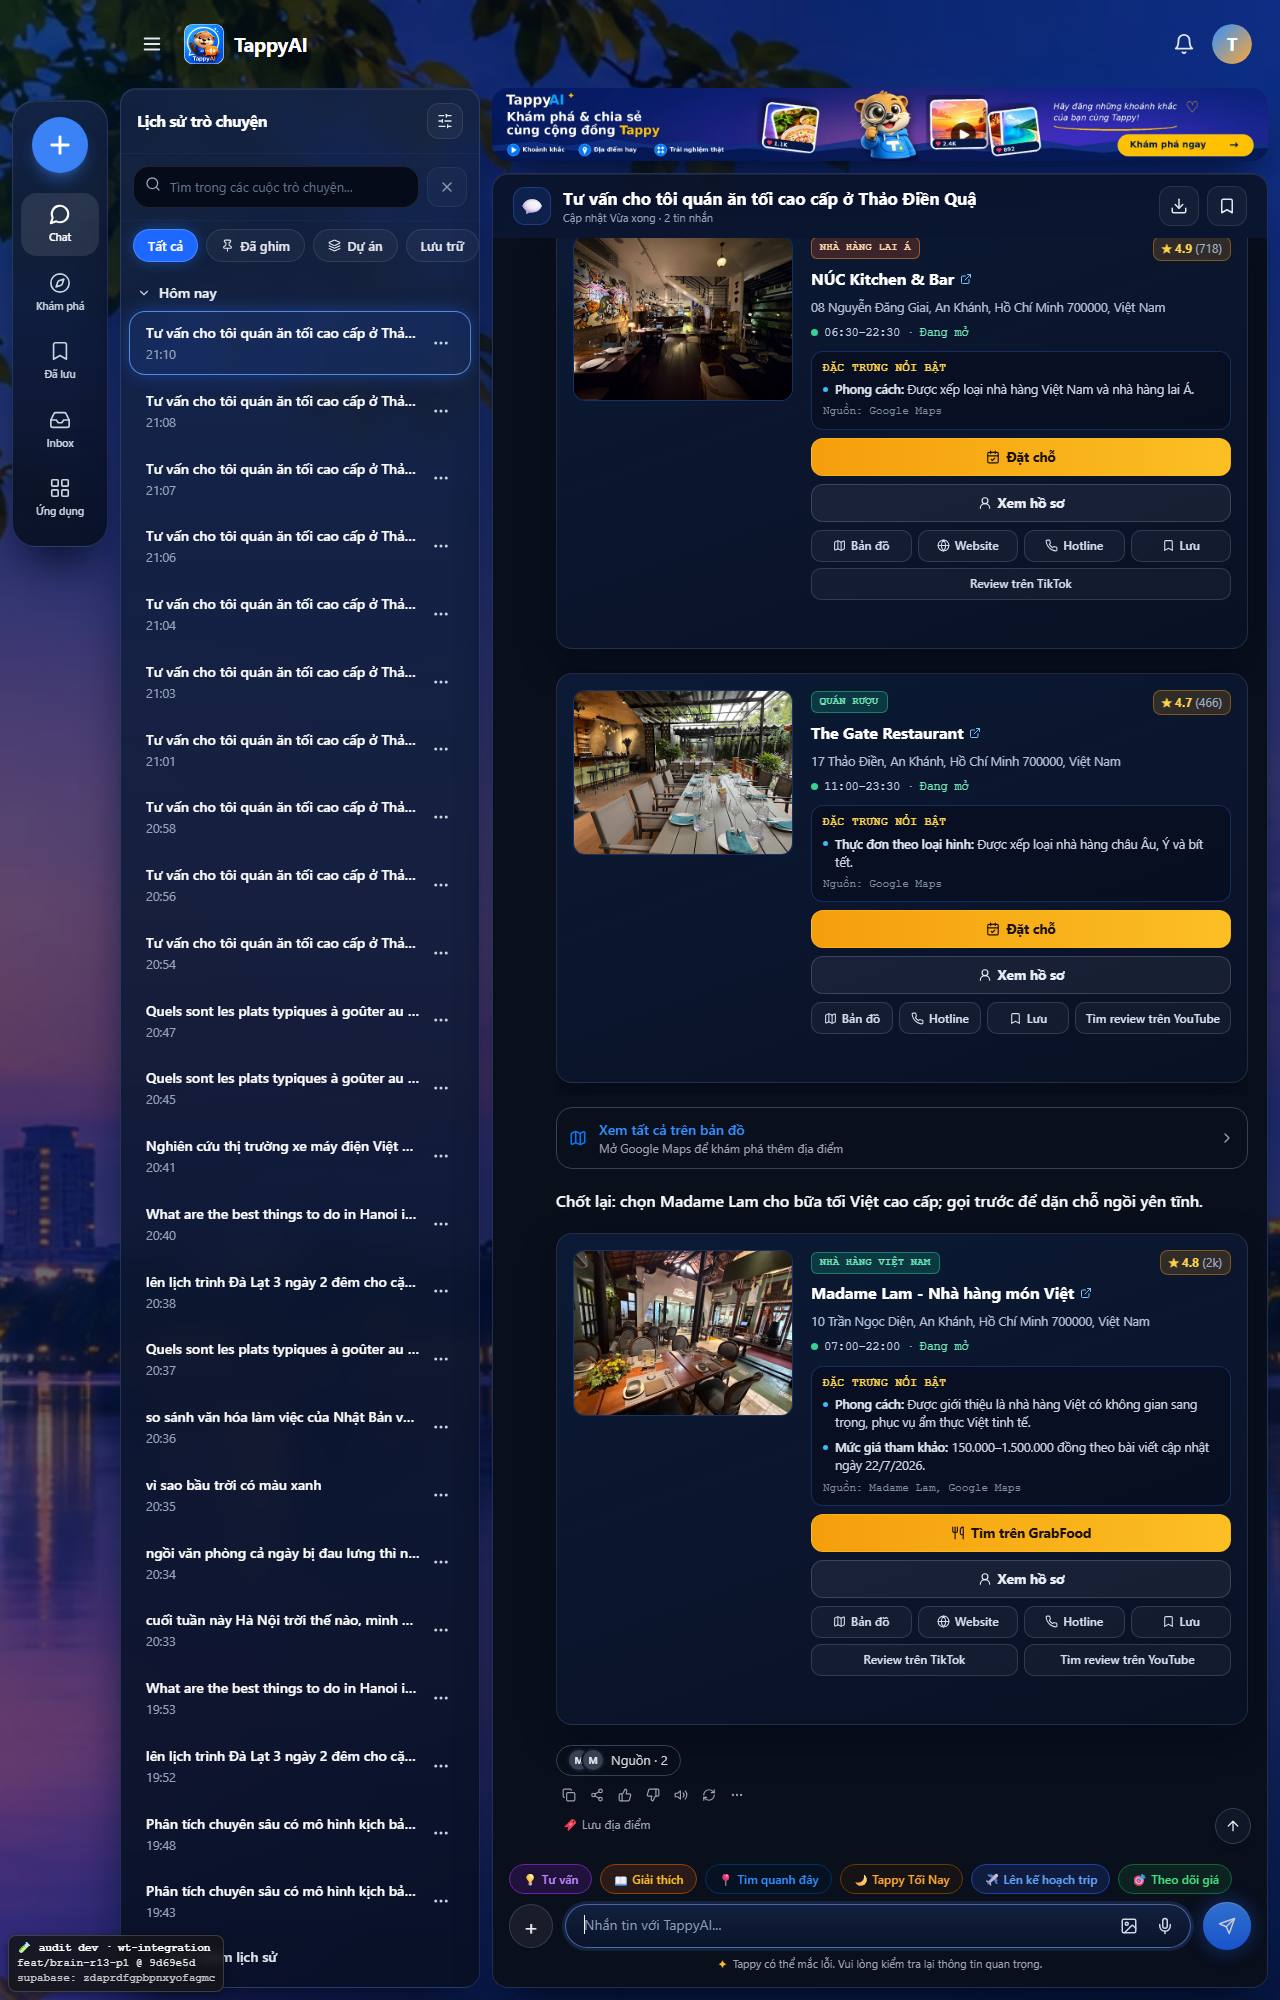 TappyAI
T
Chat
Khám phá
Đã lưu
Inbox
Ứng dụng
Lịch sử trò chuyện
Tìm trong các cuộc trò chuyện...
Tất cả
Đã ghim
Dự án
Lưu trữ
Hôm nay
Tư vấn cho tôi quán ăn tối cao cấp ở Thả...
21:10
Tư vấn cho tôi quán ăn tối cao cấp ở Thả...
21:08
Tư vấn cho tôi quán ăn tối cao cấp ở Thả...
21:07
Tư vấn cho tôi quán ăn tối cao cấp ở Thả...
21:06
Tư vấn cho tôi quán ăn tối cao cấp ở Thả...
21:04
Tư vấn cho tôi quán ăn tối cao cấp ở Thả...
21:03
Tư vấn cho tôi quán ăn tối cao cấp ở Thả...
21:01
Tư vấn cho tôi quán ăn tối cao cấp ở Thả...
20:58
Tư vấn cho tôi quán ăn tối cao cấp ở Thả...
20:56
Tư vấn cho tôi quán ăn tối cao cấp ở Thả...
20:54
Quels sont les plats typiques à goûter au ...
20:47
Quels sont les plats typiques à goûter au ...
20:45
Nghiên cứu thị trường xe máy điện Việt ...
20:41
What are the best things to do in Hanoi i...
20:40
lên lịch trình Đà Lạt 3 ngày 2 đêm cho cặ...
20:38
Quels sont les plats typiques à goûter au ...
20:37
so sánh văn hóa làm việc của Nhật Bản v...
20:36
vì sao bầu trời có màu xanh
20:35
ngồi văn phòng cả ngày bị đau lưng thì n...
20:34
cuối tuần này Hà Nội trời thế nào, mình ...
20:33
What are the best things to do in Hanoi i...
19:53
lên lịch trình Đà Lạt 3 ngày 2 đêm cho cặ...
19:52
Phân tích chuyên sâu có mô hình kịch bả...
19:48
Phân tích chuyên sâu có mô hình kịch bả...
19:43
m lịch sử
audit dev · wt-integration
feat/brain-r13-p1 @ 9d69e5d
supabase: zdaprdfgpbpnxyofagmc
TappyAI
Khám phá & chia sẻ
cùng cộng đồng Tappy
Khoảnh khắc
Địa điểm hay
Trải nghiệm thật
1.1K
2.4K
892
Hãy đăng những khoảnh khắc
của bạn cùng Tappy!
Khám phá ngay →
Tư vấn cho tôi quán ăn tối cao cấp ở Thảo Điền Quậ
Cập nhật Vừa xong · 2 tin nhắn
NHÀ HÀNG LAI Á
★ 4.9 (718)
NÚC Kitchen & Bar
08 Nguyễn Đăng Giai, An Khánh, Hồ Chí Minh 700000, Việt Nam
06:30–22:30 · Đang mở
ĐẶC TRƯNG NỔI BẬT
Phong cách: Được xếp loại nhà hàng Việt Nam và nhà hàng lai Á.
Nguồn: Google Maps
Đặt chỗ
Xem hồ sơ
Bản đồ
Website
Hotline
Lưu
Review trên TikTok
QUÁN RƯỢU
★ 4.7 (466)
The Gate Restaurant
17 Thảo Điền, An Khánh, Hồ Chí Minh 700000, Việt Nam
11:00–23:30 · Đang mở
ĐẶC TRƯNG NỔI BẬT
Thực đơn theo loại hình: Được xếp loại nhà hàng châu Âu, Ý và bít
tết.
Nguồn: Google Maps
Đặt chỗ
Xem hồ sơ
Bản đồ
Hotline
Lưu
Tìm review trên YouTube
Xem tất cả trên bản đồ
Mở Google Maps để khám phá thêm địa điểm
Chốt lại: chọn Madame Lam cho bữa tối Việt cao cấp; gọi trước để dặn chỗ ngồi yên tĩnh.
NHÀ HÀNG VIỆT NAM
★ 4.8 (2k)
Madame Lam - Nhà hàng món Việt
10 Trần Ngọc Diện, An Khánh, Hồ Chí Minh 700000, Việt Nam
07:00–22:00 · Đang mở
ĐẶC TRƯNG NỔI BẬT
Phong cách: Được giới thiệu là nhà hàng Việt có không gian sang
trọng, phục vụ ẩm thực Việt tinh tế.
Mức giá tham khảo: 150.000–1.500.000 đồng theo bài viết cập nhật
ngày 22/7/2026.
Nguồn: Madame Lam, Google Maps
Tìm trên GrabFood
Xem hồ sơ
Bản đồ
Website
Hotline
Lưu
Review trên TikTok
Tìm review trên YouTube
M M Nguồn · 2
Lưu địa điểm
Tư vấn
Giải thích
Tìm quanh đây
Tappy Tối Nay
Lên kế hoạch trip
Theo dõi giá
Nhắn tin với TappyAI...
Tappy có thể mắc lỗi. Vui lòng kiểm tra lại thông tin quan trọng.